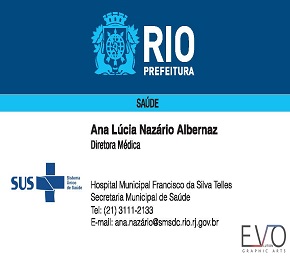 RIO
PREFEITURA
SAÚDE
Ana Lúcia Nazário Albernaz
Diretora Médica
SUS
Sistema
Único
de Saúde
Hospital Municipal Francisco da Silva Telles
Secretaria Municipal de Saúde
Tel: (21) 3111-2133
E-mail: ana.nazário@smsdc.rio.rj.gov.br
EVO
GRAPHIC ARTS